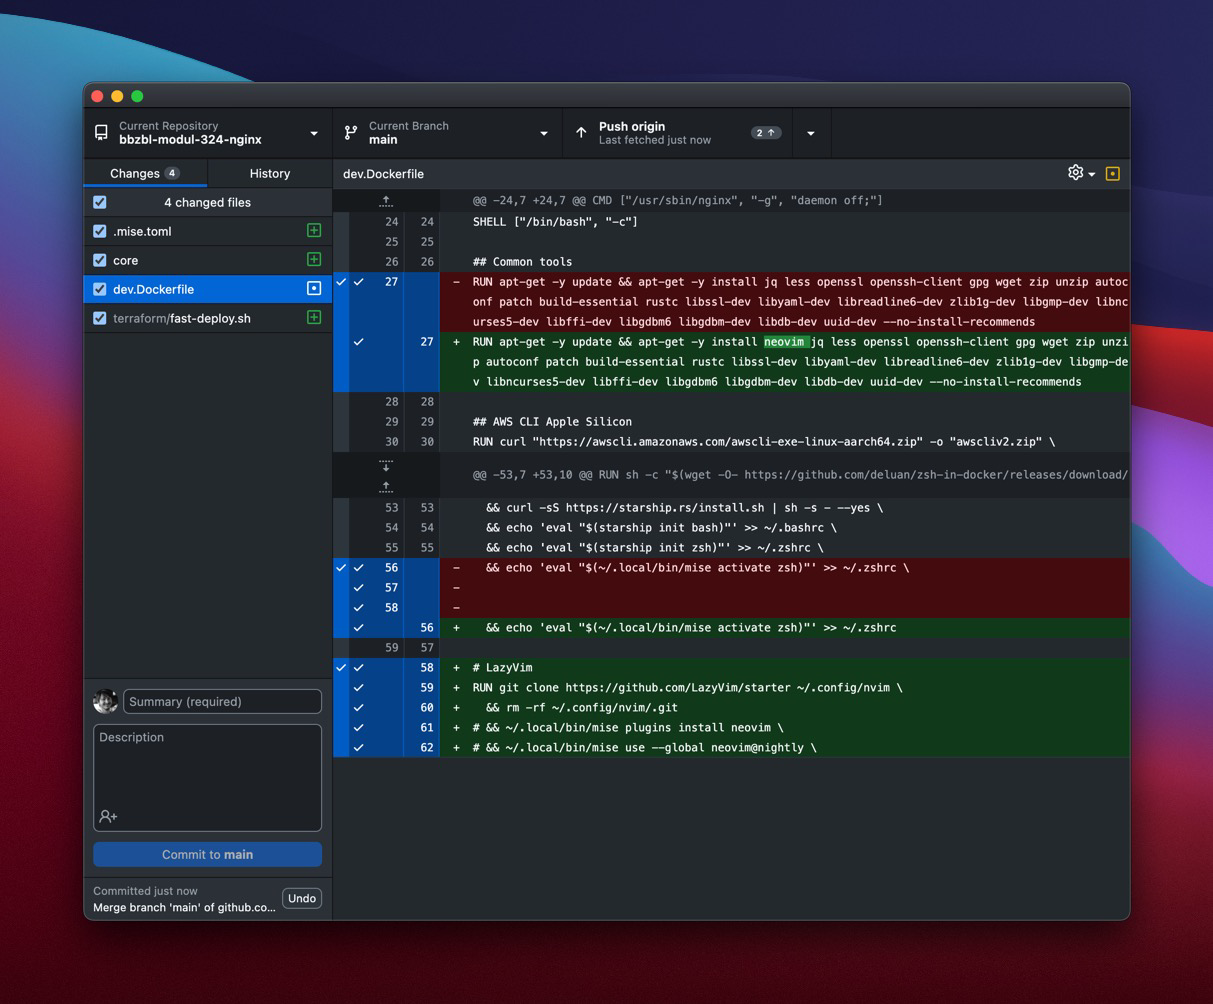 Current Repository
bbzbl-modul-324-nginx
Current Branch
main
Push origin
Last fetched just now
2
Changes 4
History
dev.Dockerfile
4 changed files
.mise.toml
core
dev.Dockerfile
terraform/fast-deploy.sh
@@ -24,7 +24,7 @@ CMD ["/usr/sbin/nginx", "-g", "daemon off;"]
24 24 SHELL ["/bin/bash", "-c"]
25 25
26 26 ## Common tools
27 - RUN apt-get -y update && apt-get -y install jq less openssl openssh-client gpg wget zip unzip autoc
onf patch build-essential rustc libssl-dev libyaml-dev libreadline6-dev zlib1g-dev libgmp-dev libnc
urses5-dev libffi-dev libgdbm6 libgdbm-dev libdb-dev uuid-dev --no-install-recommends
27 + RUN apt-get -y update && apt-get -y install neovim jq less openssl openssh-client gpg wget zip unzi
p autoconf patch build-essential rustc libssl-dev libyaml-dev libreadline6-dev zlib1g-dev libgmp-de
v libncurses5-dev libffi-dev libgdbm6 libgdbm-dev libdb-dev uuid-dev --no-install-recommends
28 28
29 29 ## AWS CLI Apple Silicon
30 30 RUN curl "https://awscli.amazonaws.com/awscli-exe-linux-aarch64.zip" -o "awscliv2.zip" \
@@ -53,7 +53,10 @@ RUN sh -c "$(wget -O- https://github.com/deluan/zsh-in-docker/releases/download/
53 53 && curl -sS https://starship.rs/install.sh | sh -s - --yes \
54 54 && echo 'eval "$(starship init bash)"' >> ~/.bashrc \
55 55 && echo 'eval "$(starship init zsh)"' >> ~/.zshrc \
56 - && echo 'eval "$(~/.local/bin/mise activate zsh)"' >> ~/.zshrc \
57 -
58 -
56 + && echo 'eval "$(~/.local/bin/mise activate zsh)"' >> ~/.zshrc
59 57
58 + # LazyVim
59 + RUN git clone https://github.com/LazyVim/starter ~/.config/nvim \
60 + && rm -rf ~/.config/nvim/.git
61 + # && ~/.local/bin/mise plugins install neovim \
62 + # && ~/.local/bin/mise use --global neovim@nightly \
Summary (required)
Description
Commit to main
Committed just now
Merge branch 'main' of github.co...
Undo